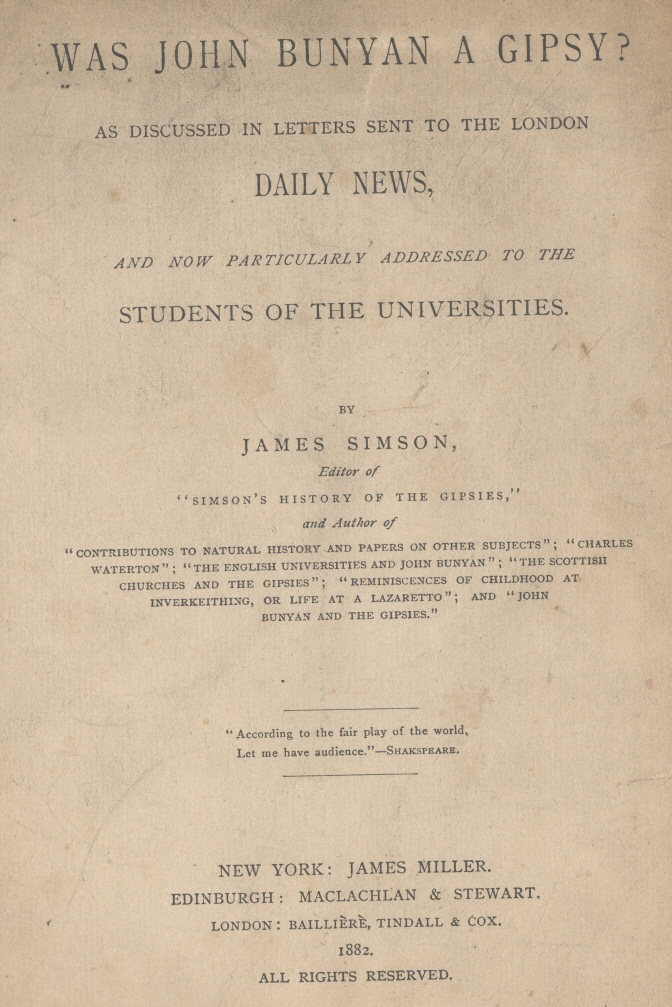 WAS JOHN BUNYAN A GIPSY?
AS DISCUSSED IN LETTERS SENT TO THE LONDON
DAILY NEWS,
AND NOW PARTICULARLY ADDRESSED TO THE
STUDENTS OF THE UNIVERSITIES.
BY
JAMES SIMSON,
Editor of
"SIMSON'S HISTORY OF THE GIPSIES,"
and Author of
"CONTRIBUTIONS TO NATURAL HISTORY AND PAPERS ON OTHER SUBJECTS"; "CHARLES
WATERTON"; "THE ENGLISH UNIVERSITIES AND JOHN BUNYAN"; "THE SCOTTISH
CHURCHES AND THE GIPSIES"; "REMINISCENCES OF CHILDHOOD AT
INVERKEITHING, OR LIFE AT A LAZARETTO"; AND "JOHN
BUNYAN AND THE GIPSIES."
"According to the fair play of the world,
Let me have audience."—SHAKSPEARE.
NEW YORK: JAMES MILLER.
EDINBURGH: MACLACHLAN & STEWART.
LONDON: BAILLIÈRE, TINDALL & COX.
1882.
ALL RIGHTS RESERVED.